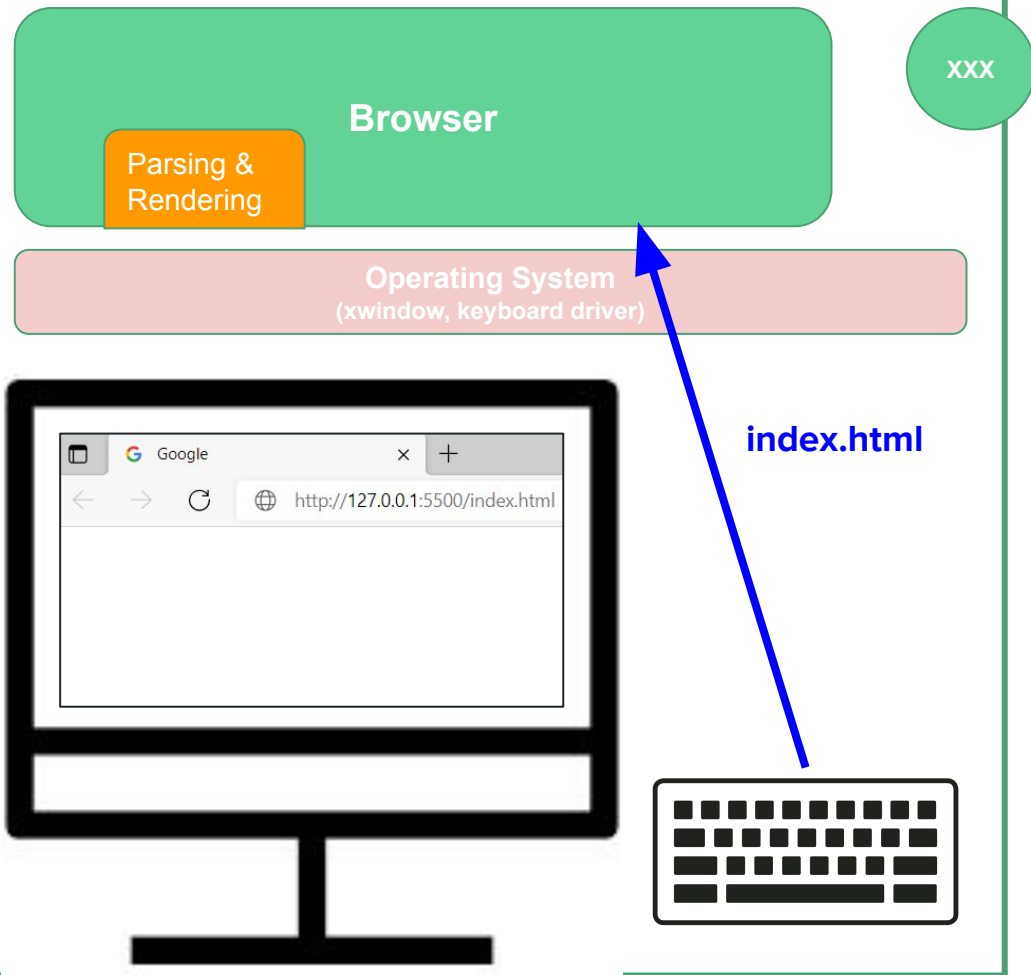 Browser
xxx
Parsing &
Rendering
Operating System
(xwindow, keyboard driver)
index.html
Google
http://127.0.0.1:5500/index.html